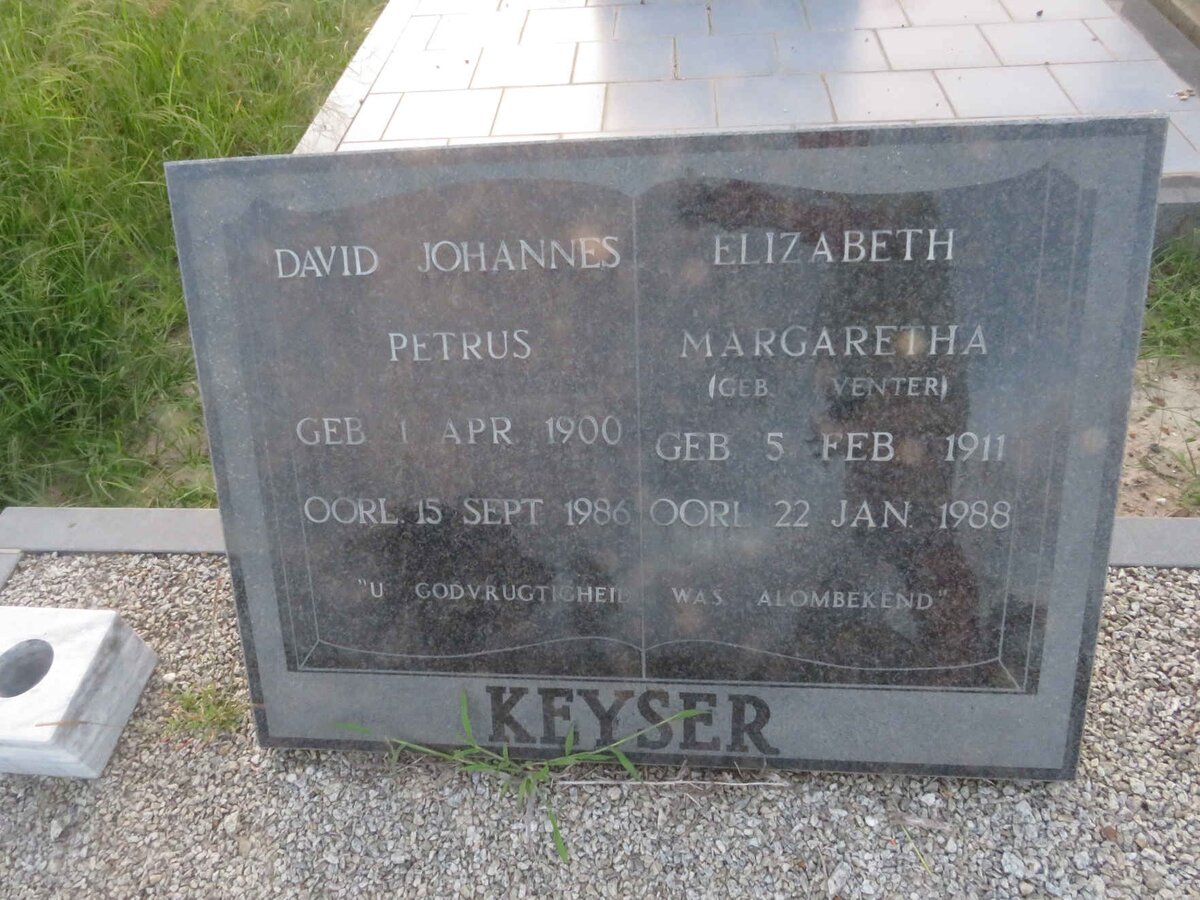 DAVID JOHANNES
PETRUS
GEB 1 APR 1900
OORL. 15 SEPT 1986
ELIZABETH
MARGARETHA
(GEB. VENTER)
GEB 5 FEB 1911
OORL 22 JAN. 1988
"U GODVRUGTIGHEID WAS ALOMBEKEND"
KEYSER